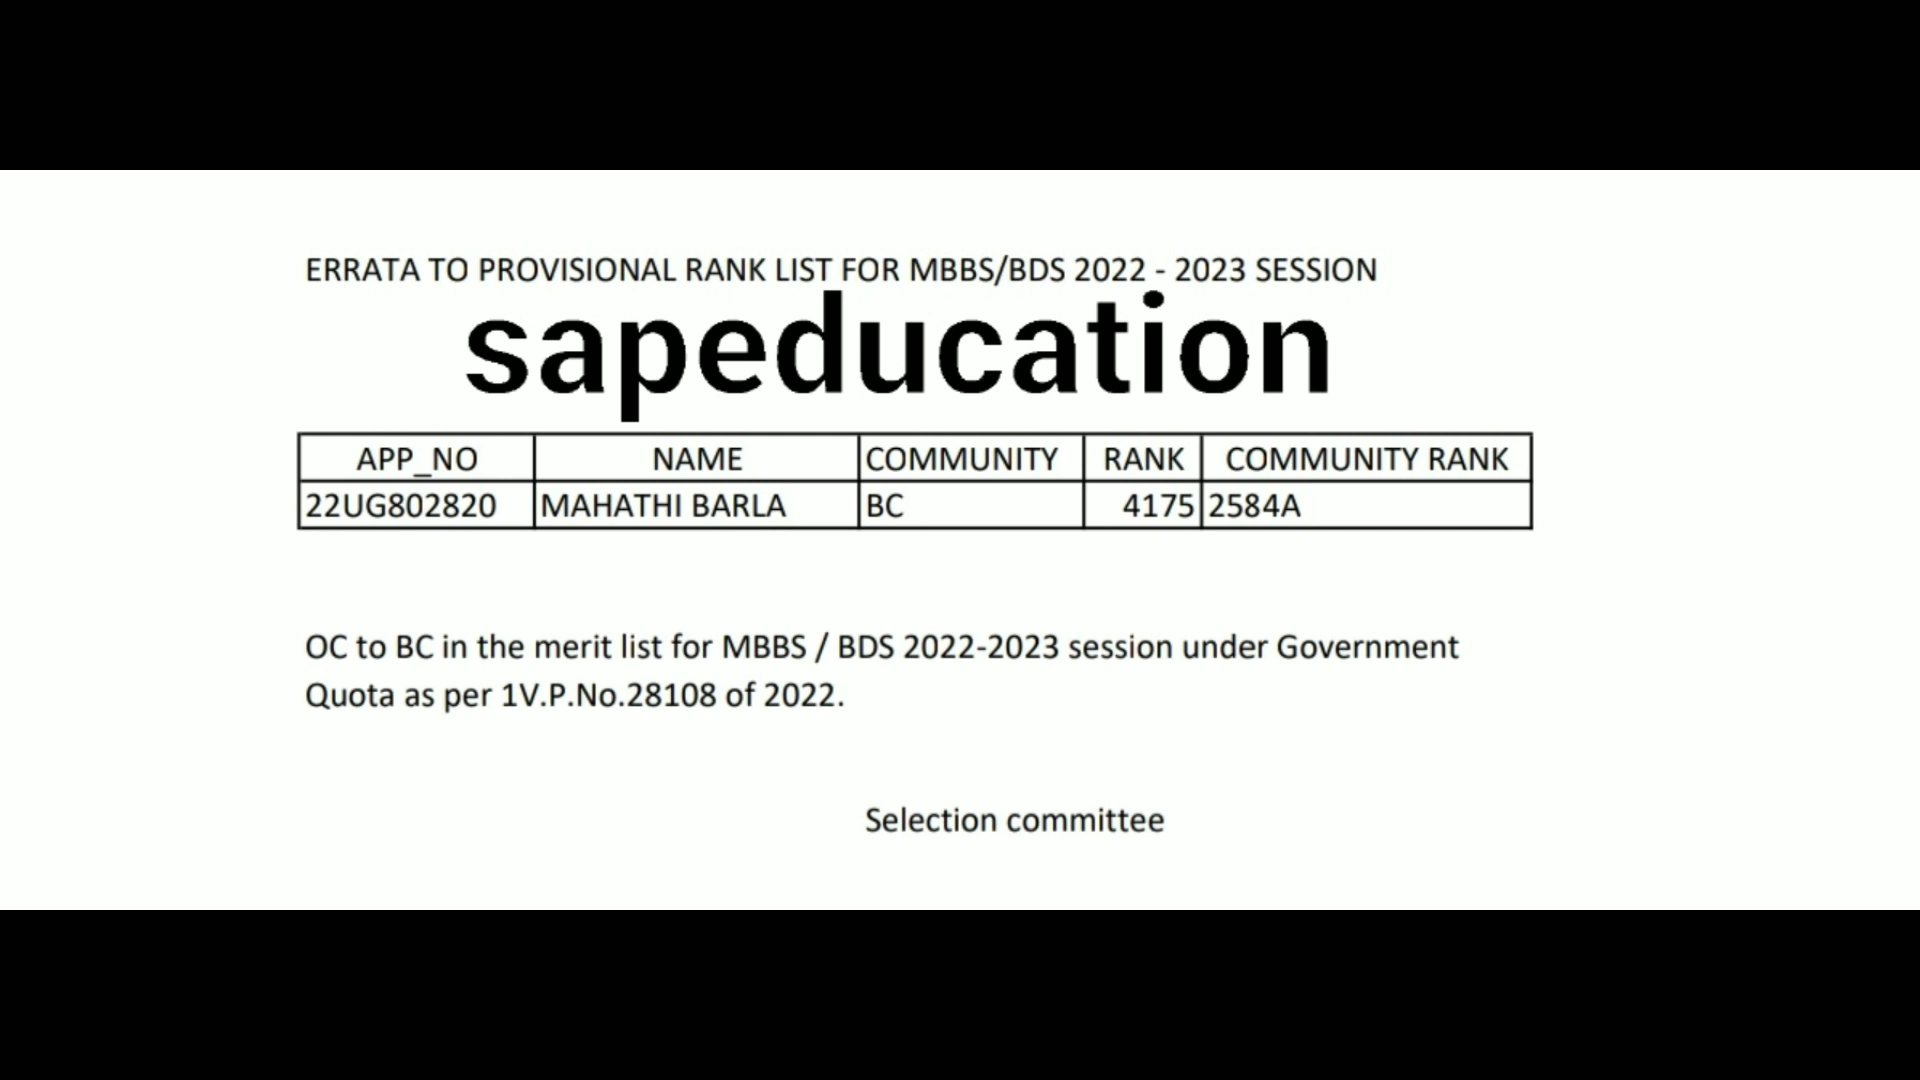 ERRATA TO PROVISIONAL RANK LIST FOR MBBS/BDS 2022 - 2023 SESSION
sapeducation
APP_NO NAME COMMUNITY RANK COMMUNITY RANK
22UG802820 MAHATHI BARLA BC 4175 2584A
OC to BC in the merit list for MBBS / BDS 2022-2023 session under Government
Quota as per 1V.P.No.28108 of 2022.
Selection committee